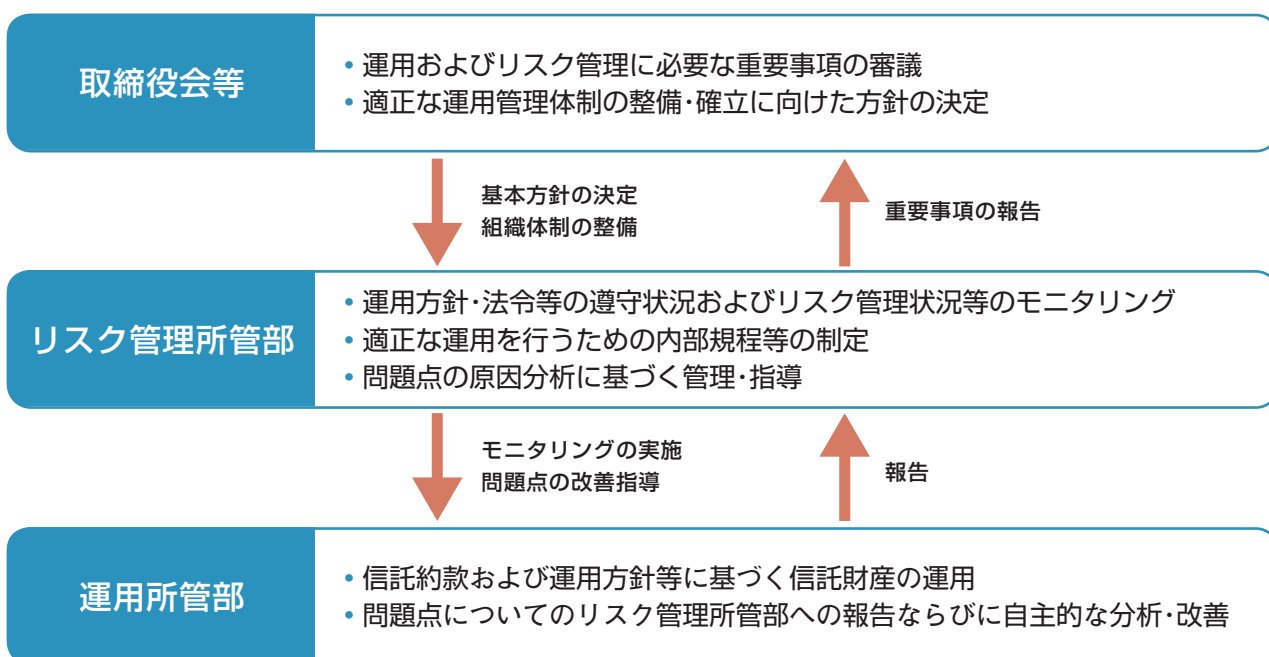 取締役会等
• 運用およびリスク管理に必要な重要事項の審議
• 適正な運用管理体制の整備・確立に向けた方針の決定
基本方針の決定
組織体制の整備
重要事項の報告
リスク管理所管部
• 運用方針・法令等の遵守状況およびリスク管理状況等のモニタリング
• 適正な運用を行うための内部規程等の制定
• 問題点の原因分析に基づく管理・指導
モニタリングの実施
問題点の改善指導
報告
運用所管部
• 信託約款および運用方針等に基づく信託財産の運用
• 問題点についてのリスク管理所管部への報告ならびに自主的な分析・改善